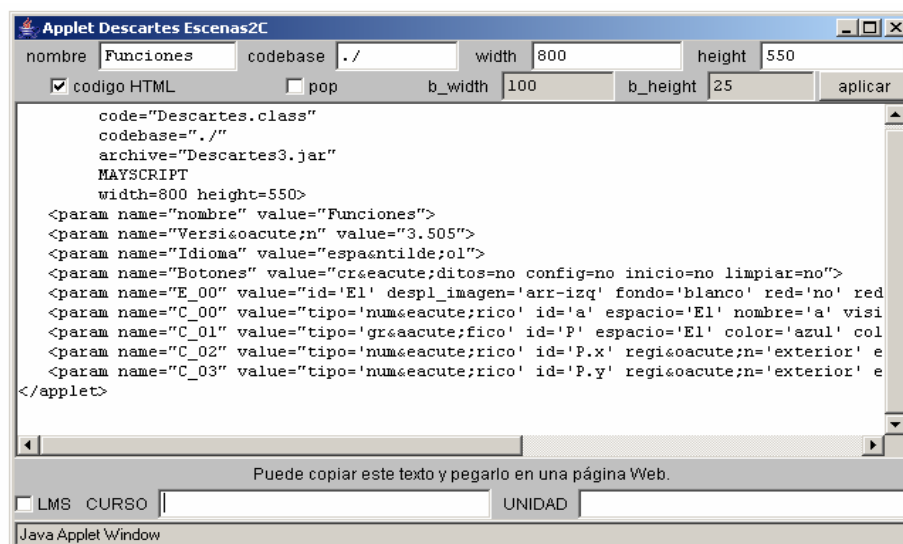 Applet Descartes Escenas2C
nombre Funciones codebase ./ width 800 height 550
codigo HTML pop b_width 100 b_height 25 aplicar
code="Descartes.class"
codebase="./"
archive="Descartes3.jar"
MAYSCRIPT
width=800 height=550>
<param name="nombre" value="Funciones">
<param name="Versi&oacute;n" value="3.505">
<param name="Idioma" value="espa&ntilde;ol">
<param name="Botones" value="cr&eacute;ditos=no config=no inicio=no limpiar=no">
<param name="E_00" value="id='E1' despl_imagen='arr-izq' fondo='blanco' red='no' red
<param name="C_00" value="tipo='num&eacute;rico' id='a' espacio='E1' nombre='a' visi
<param name="C_01" value="tipo='gr&aacute;fico' id='P' espacio='E1' color='azul' col
<param name="C_02" value="tipo='num&eacute;rico' id='P.x' regi&oacute;n='exterior' e
<param name="C_03" value="tipo='num&eacute;rico' id='P.y' regi&oacute;n='exterior' e
</applet>
Puede copiar este texto y pegarlo en una página Web.
LMS CURSO UNIDAD
Java Applet Window